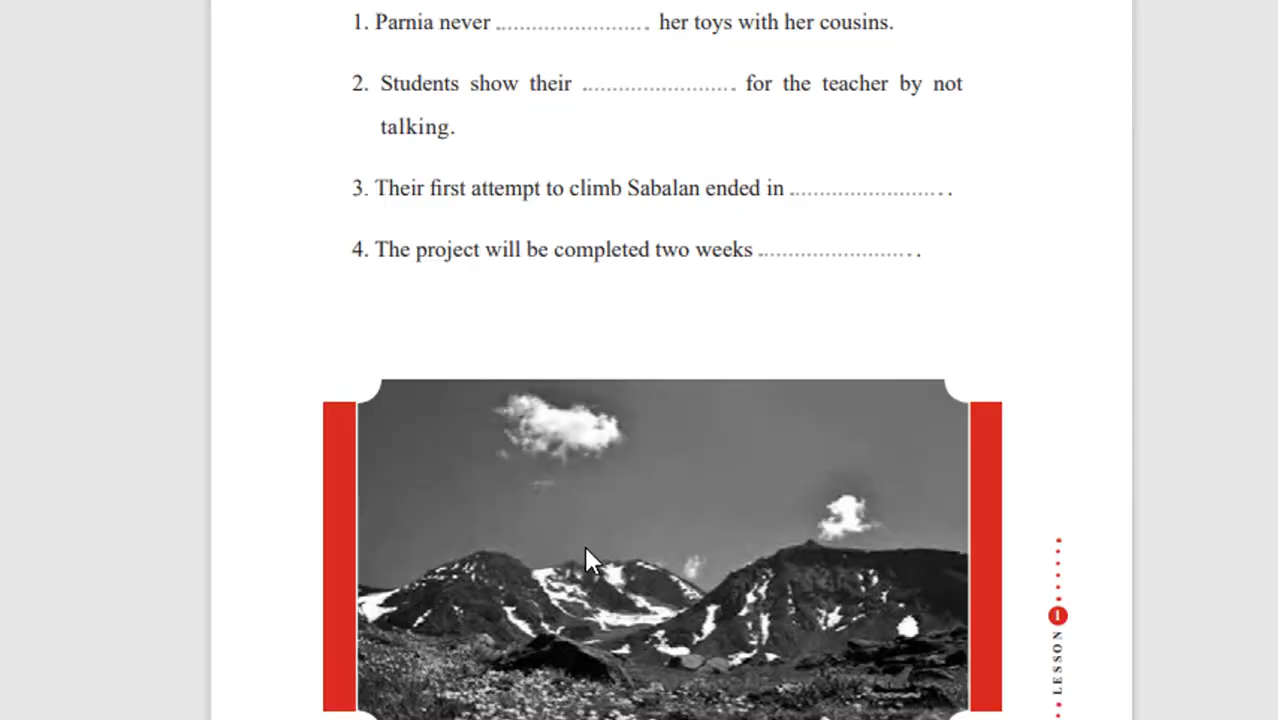 1. Parnia never ........................... her toys with her cousins.
2. Students show their ........................... for the teacher by not
talking.
3. Their first attempt to climb Sabalan ended in ........................... .
4. The project will be completed two weeks ........................... .
LESSON 1